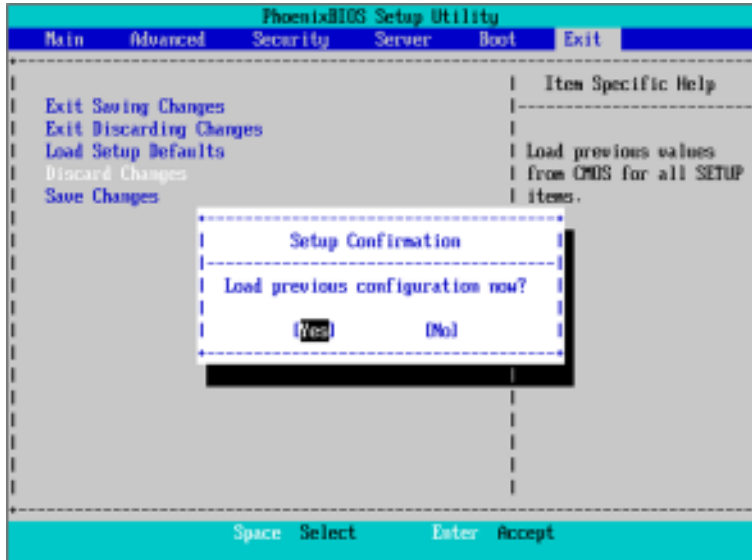 PhoenixBIOS Setup Utility
Main Advanced Security Server Boot Exit
Item Specific Help
Exit Saving Changes
Exit Discarding Changes
Load Setup Defaults
Discard Changes
Save Changes
Load previous values
from CMOS for all SETUP
items.
Setup Confirmation
Load previous configuration now?
[Yes] [No]
Space Select Enter Accept